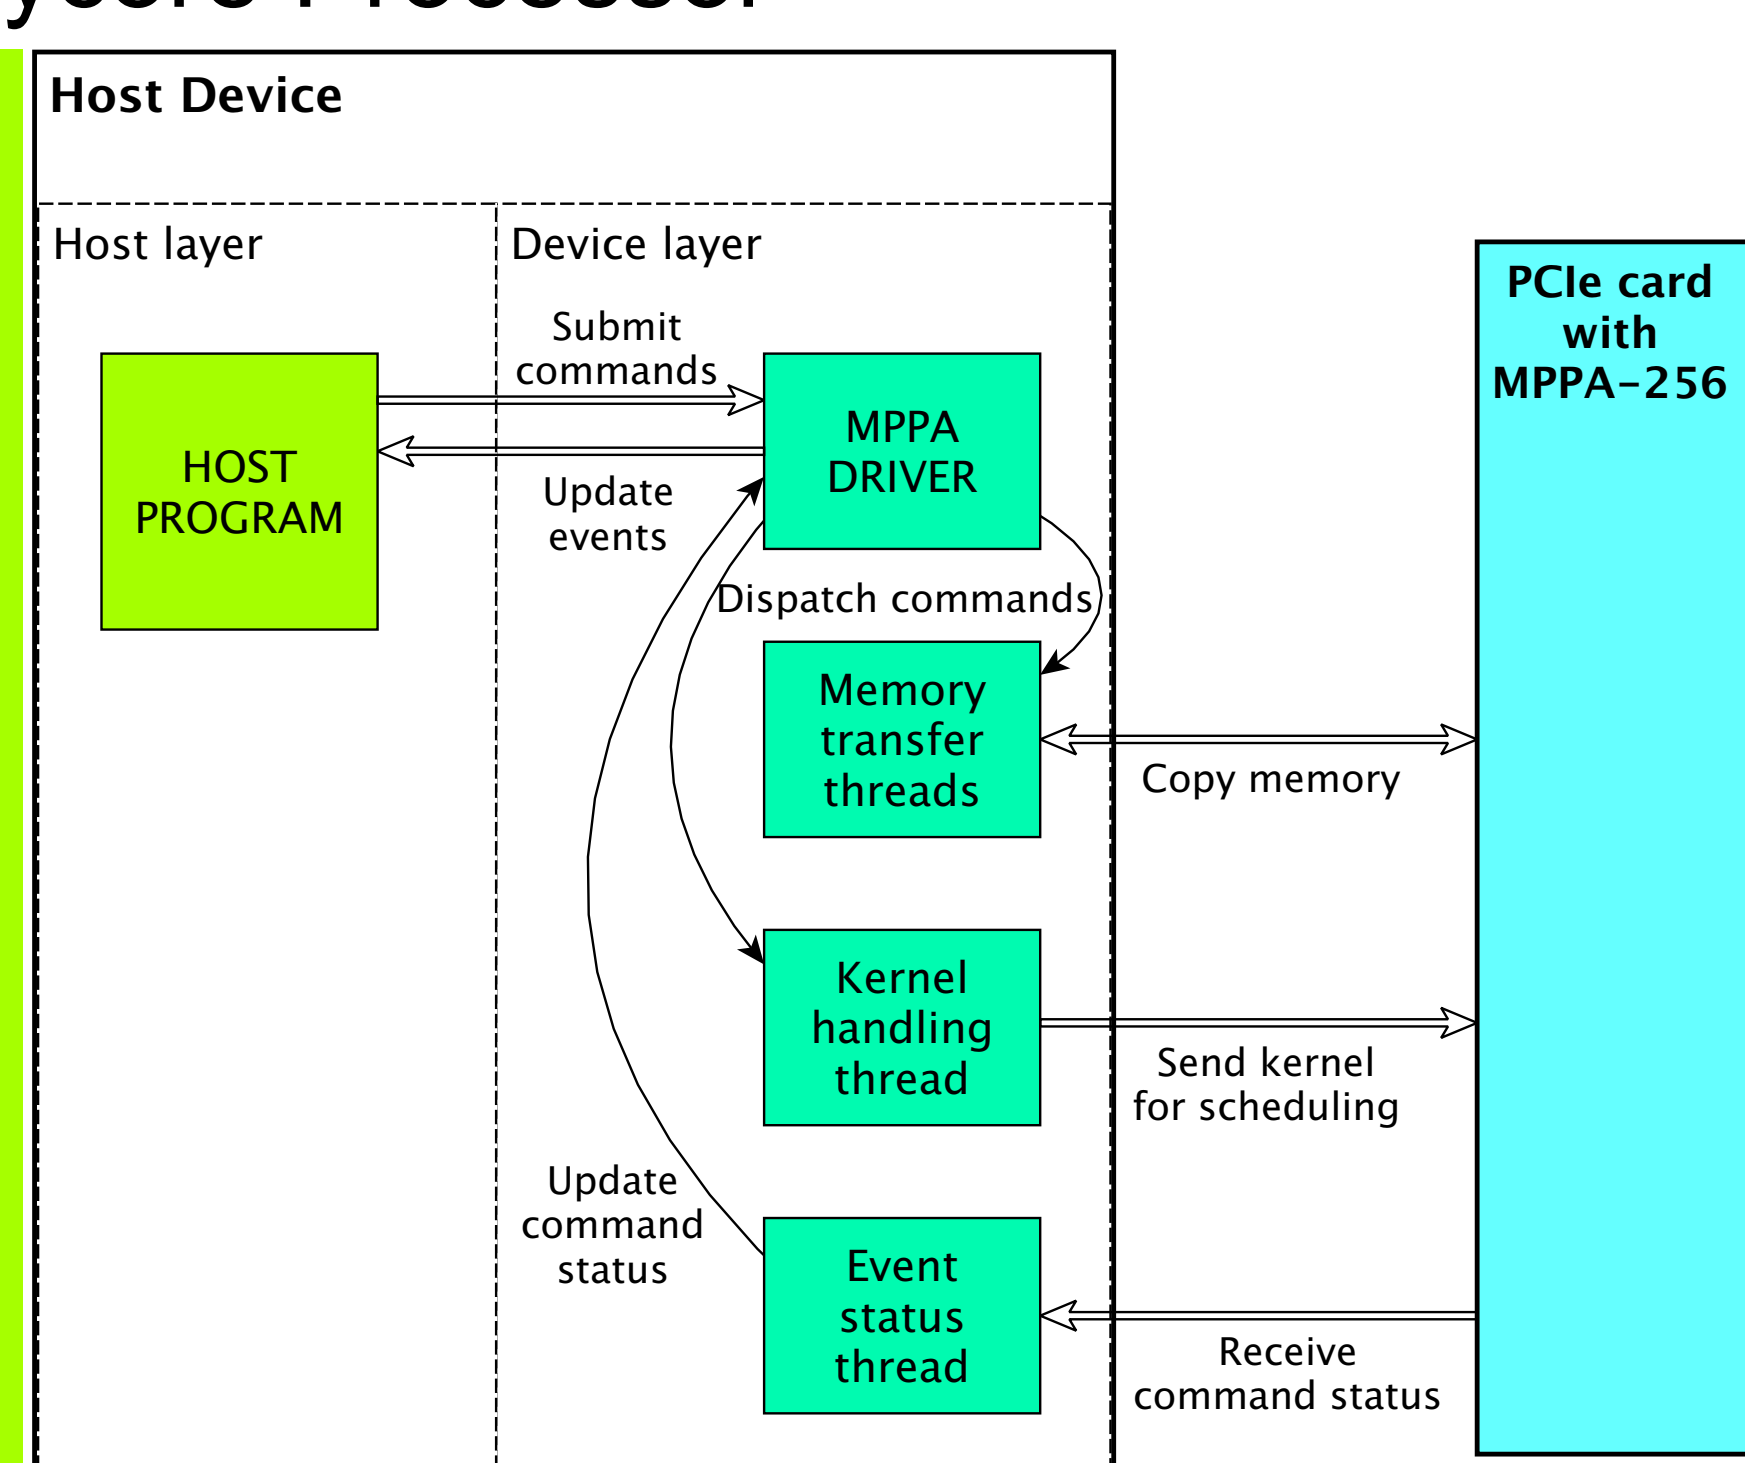 Host Device
Host layer
Device layer
Submit
commands
HOST
PROGRAM
MPPA
DRIVER
Update
events
Dispatch commands
Memory
transfer
threads
Copy memory
Kernel
handling
thread
Send kernel
for scheduling
Update
command
status
Event
status
thread
Receive
command status
PCIe card
with
MPPA-256